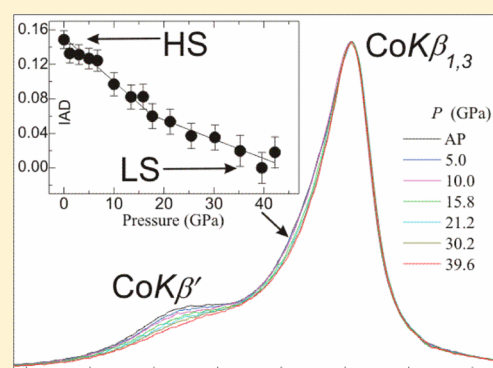 0.16
0.12
0.08
0.04
0.00
IAD
HS
LS
0 10 20 30 40
Pressure (GPa)
CoKβ1,3
CoKβ′
P (GPa)
AP
5.0
10.0
15.8
21.2
30.2
39.6